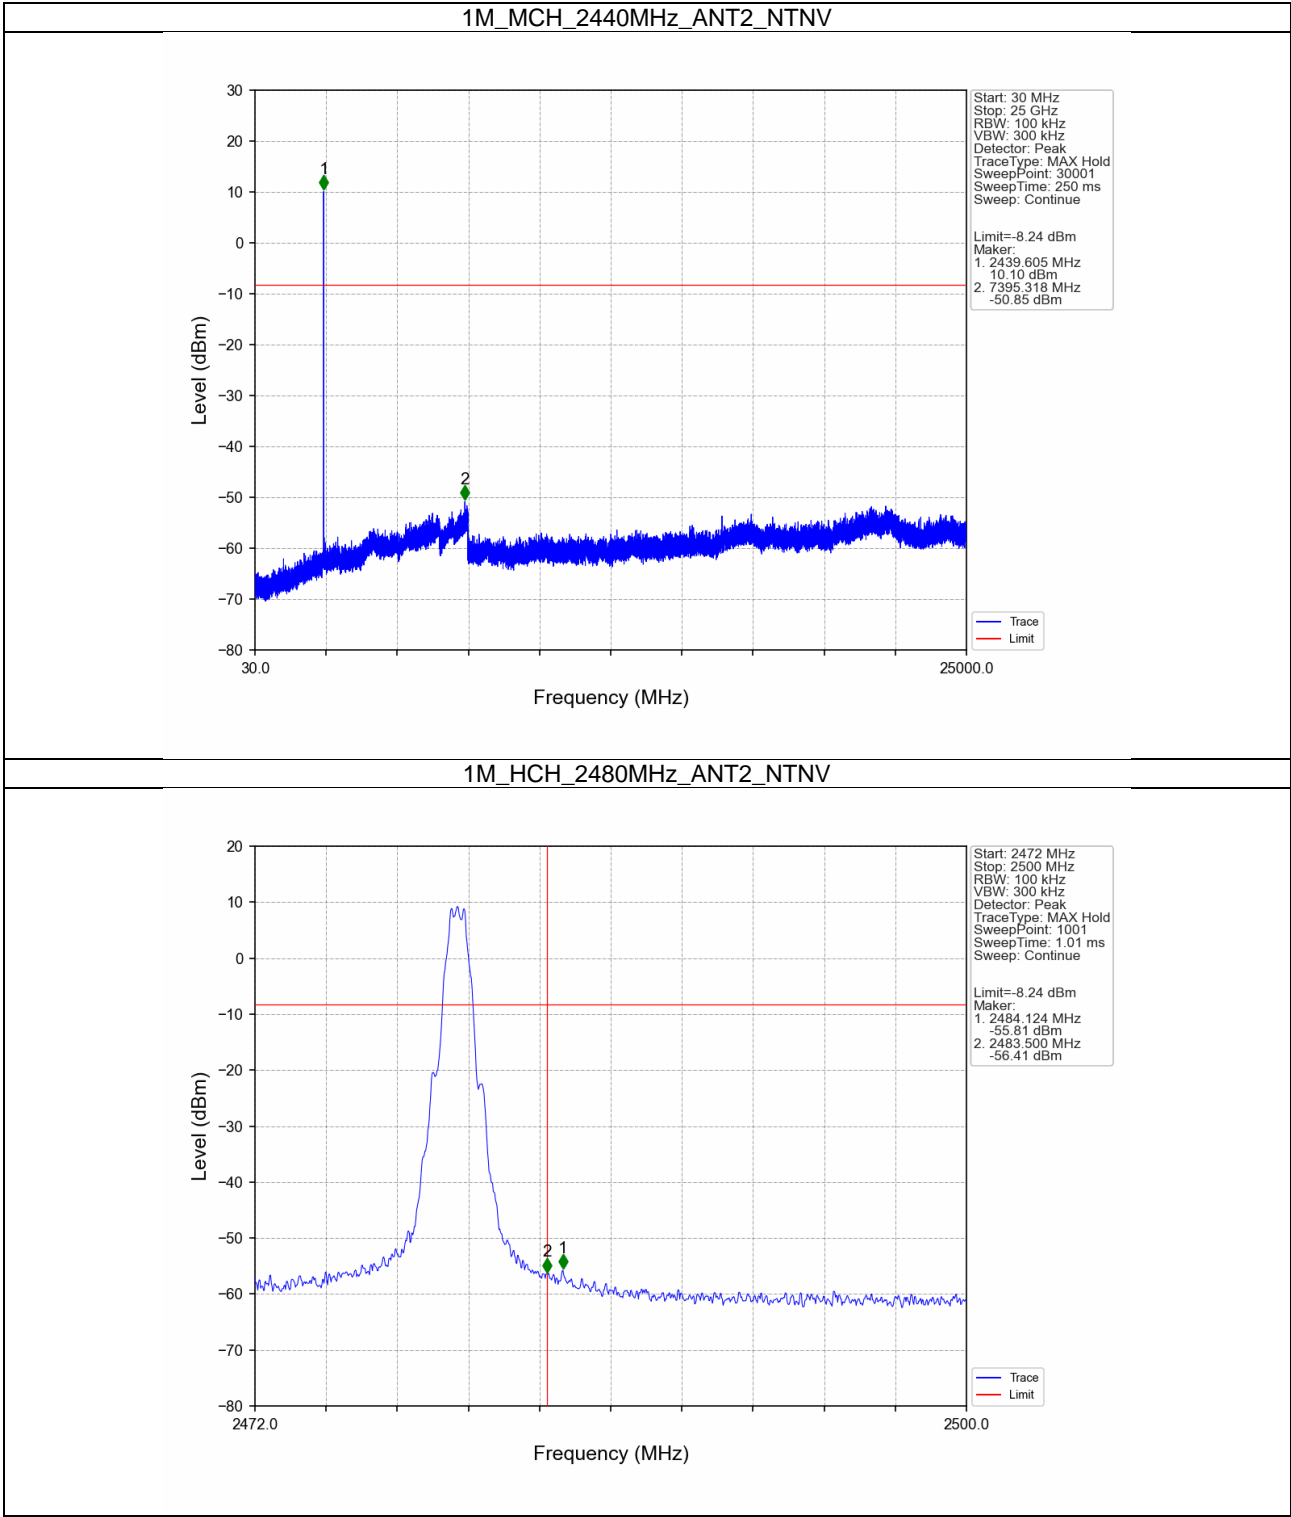 1M_MCH_2440MHz_ANT2_NTNV
30
20
10
0
−10
−20
−30
−40
−50
−60
−70
−80
Level (dBm)
1
2
30.0
25000.0
Frequency (MHz)
Start: 30 MHz
Stop: 25 GHz
RBW: 100 kHz
VBW: 300 kHz
Detector: Peak
TraceType: MAX Hold
SweepPoint: 30001
SweepTime: 250 ms
Sweep: Continue
Limit=-8.24 dBm
Maker:
1. 2439.605 MHz
10.10 dBm
2. 7395.318 MHz
-50.85 dBm
Trace
Limit
1M_HCH_2480MHz_ANT2_NTNV
20
10
0
−10
−20
−30
−40
−50
−60
−70
−80
Level (dBm)
2
1
2472.0
2500.0
Frequency (MHz)
Start: 2472 MHz
Stop: 2500 MHz
RBW: 100 kHz
VBW: 300 kHz
Detector: Peak
TraceType: MAX Hold
SweepPoint: 1001
SweepTime: 1.01 ms
Sweep: Continue
Limit=-8.24 dBm
Maker:
1. 2484.124 MHz
-55.81 dBm
2. 2483.500 MHz
-56.41 dBm
Trace
Limit